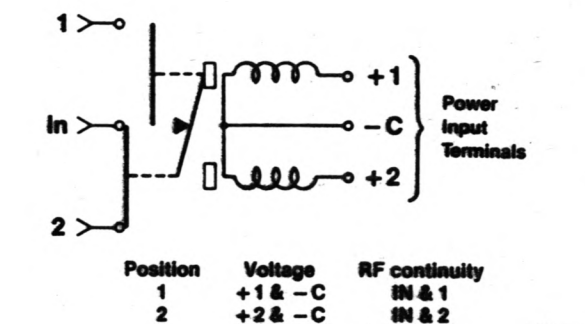 1
+1
Power
In
-C
Input
Terminals
2
+2
Position Voltage RF continuity
1 +1 & -C IN & 1
2 +2 & -C IN & 2